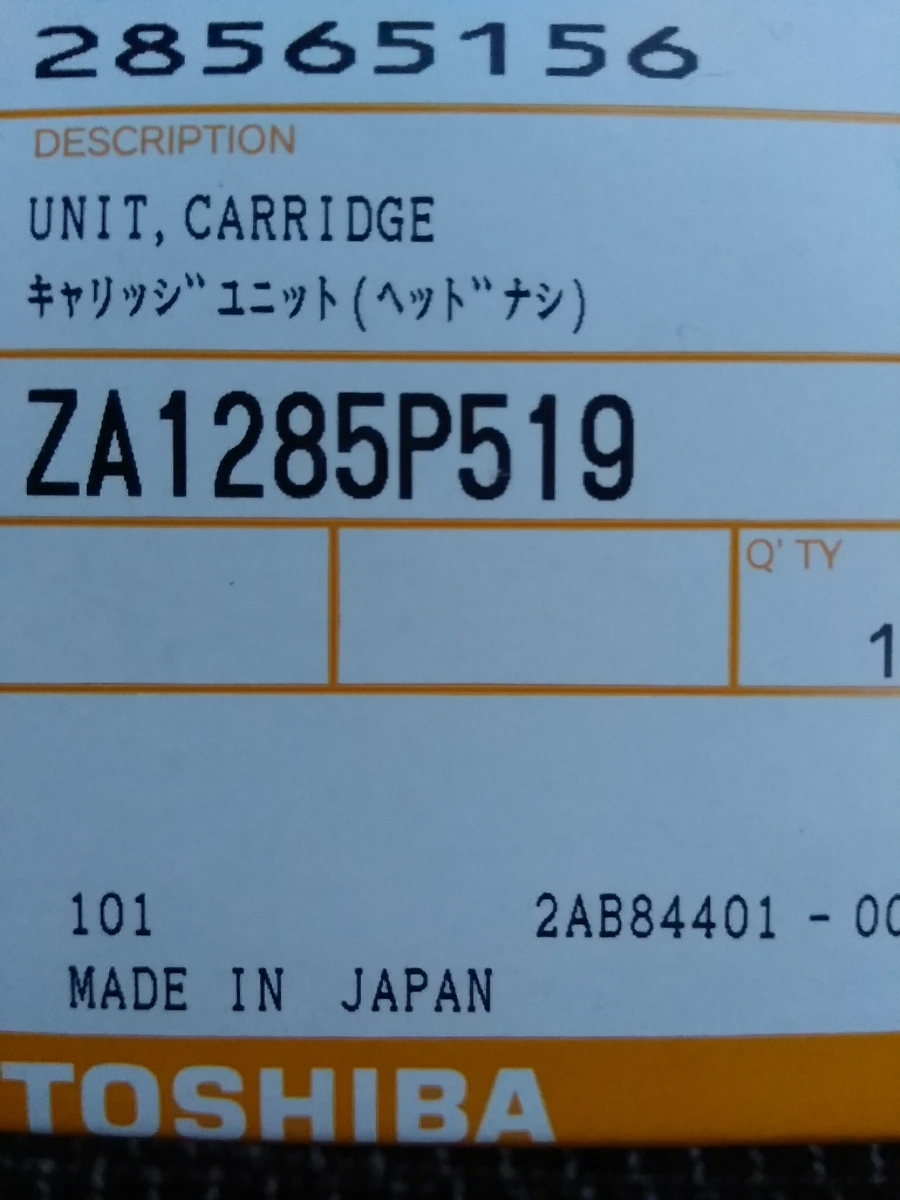 28565156
DESCRIPTION
UNIT,CARRIDGE
キャリッジユニット(ヘッドナシ)
ZA1285P519
Q'TY
1
101 2AB84401-00
MADE IN JAPAN
TOSHIBA